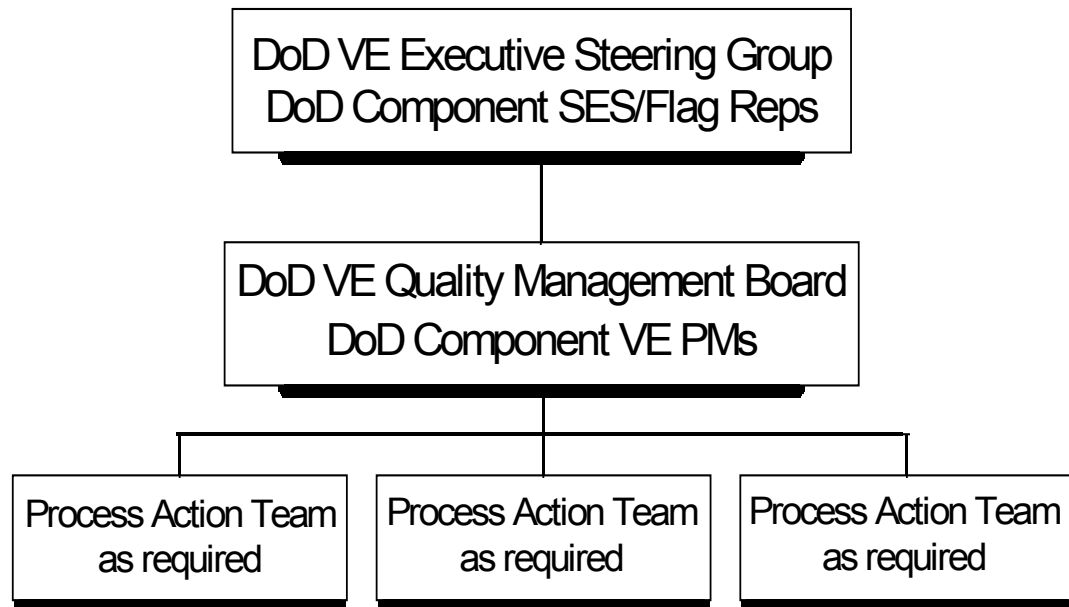 DoD VE Executive Steering Group
DoD Component SES/Flag Reps
DoD VE Quality Management Board
DoD Component VE PMs
Process Action Team
as required
Process Action Team
as required
Process Action Team
as required